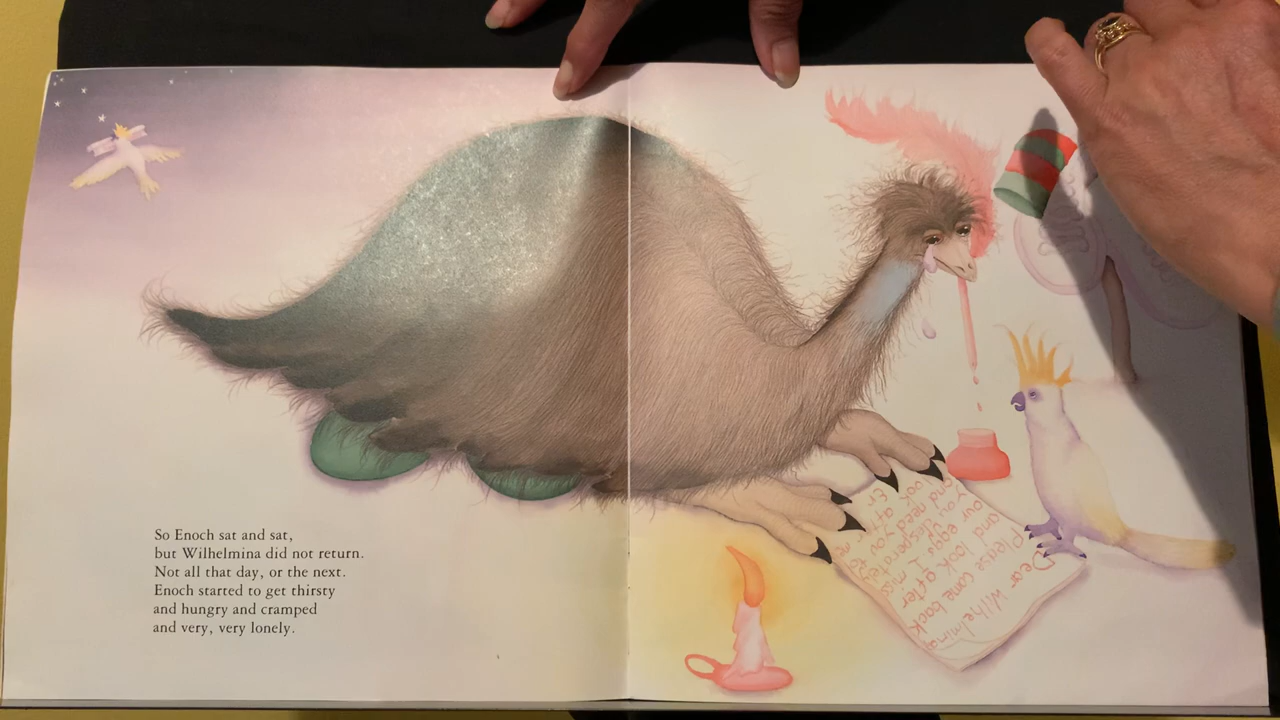 So Enoch sat and sat,
but Wilhelmina did not return.
Not all that day, or the next.
Enoch started to get thirsty
and hungry and cramped
and very, very lonely.
Dear Wilhelmina
Please come back
and look after
our eggs. I miss
you desperately
and need you to
look after me